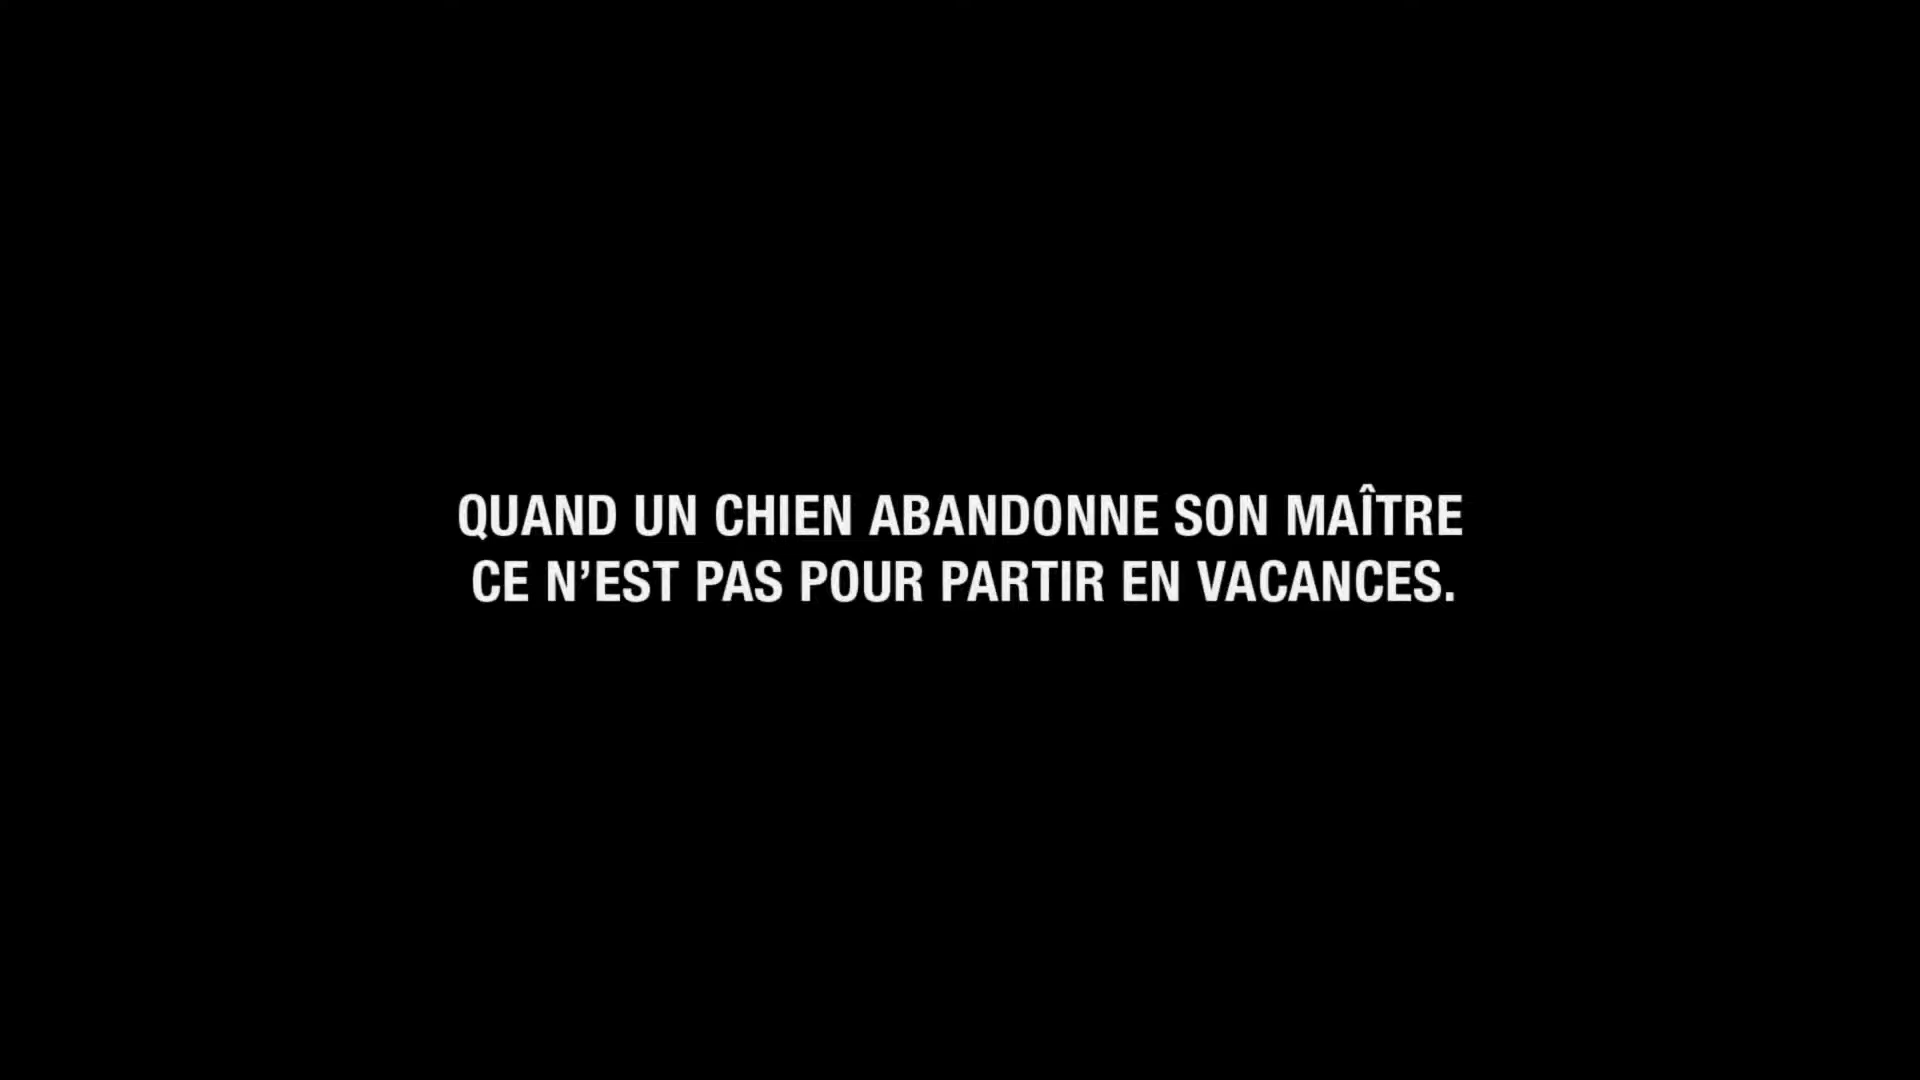 QUAND UN CHIEN ABANDONNE SON MAÎTRE
CE N’EST PAS POUR PARTIR EN VACANCES.